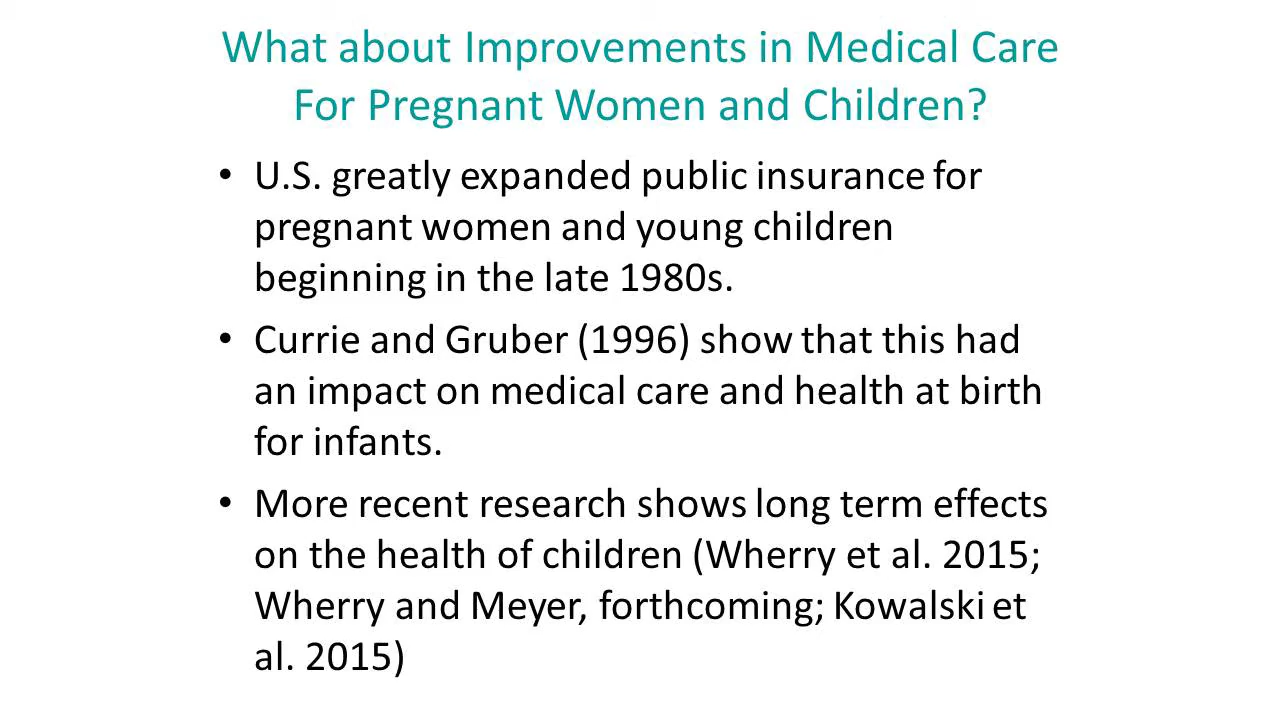 What about Improvements in Medical Care
For Pregnant Women and Children?
• U.S. greatly expanded public insurance for
pregnant women and young children
beginning in the late 1980s.
• Currie and Gruber (1996) show that this had
an impact on medical care and health at birth
for infants.
• More recent research shows long term effects
on the health of children (Wherry et al. 2015;
Wherry and Meyer, forthcoming; Kowalski et
al. 2015)